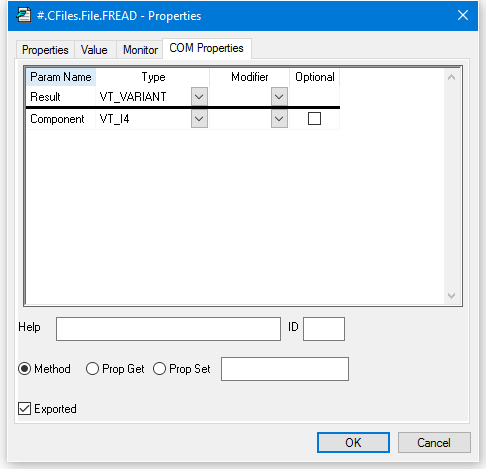 #.CFiles.File.FREAD - Properties
Properties Value Monitor COM Properties
Param Name Type Modifier Optional
Result VT_VARIANT
Component VT_I4
Help ID
Method Prop Get Prop Set
Exported
OK Cancel